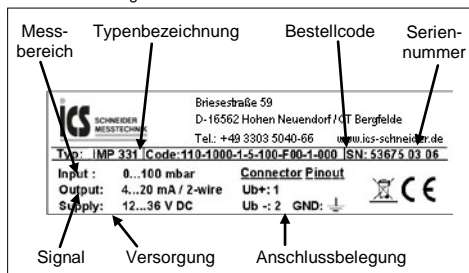 Mess-
bereich
Typenbezeichnung
Bestellcode
Serien-
nummer
ICS SCHNEIDER
MESSTECHNIK
Briesestraße 59
D-16562 Hohen Neuendorf / OT Bergfelde
Tel.: +49 3303 5040-66 www.ics-schneider.de
Typ: IMP 331 Code:110-1000-1-5-100-F00-1-000 SN: 53675 03 06
Input : 0...100 mbar Connector Pinout
Output: 4...20 mA / 2-wire Ub+: 1
Supply: 12...36 V DC Ub -: 2 GND:
CE
Signal
Versorgung
Anschlussbelegung